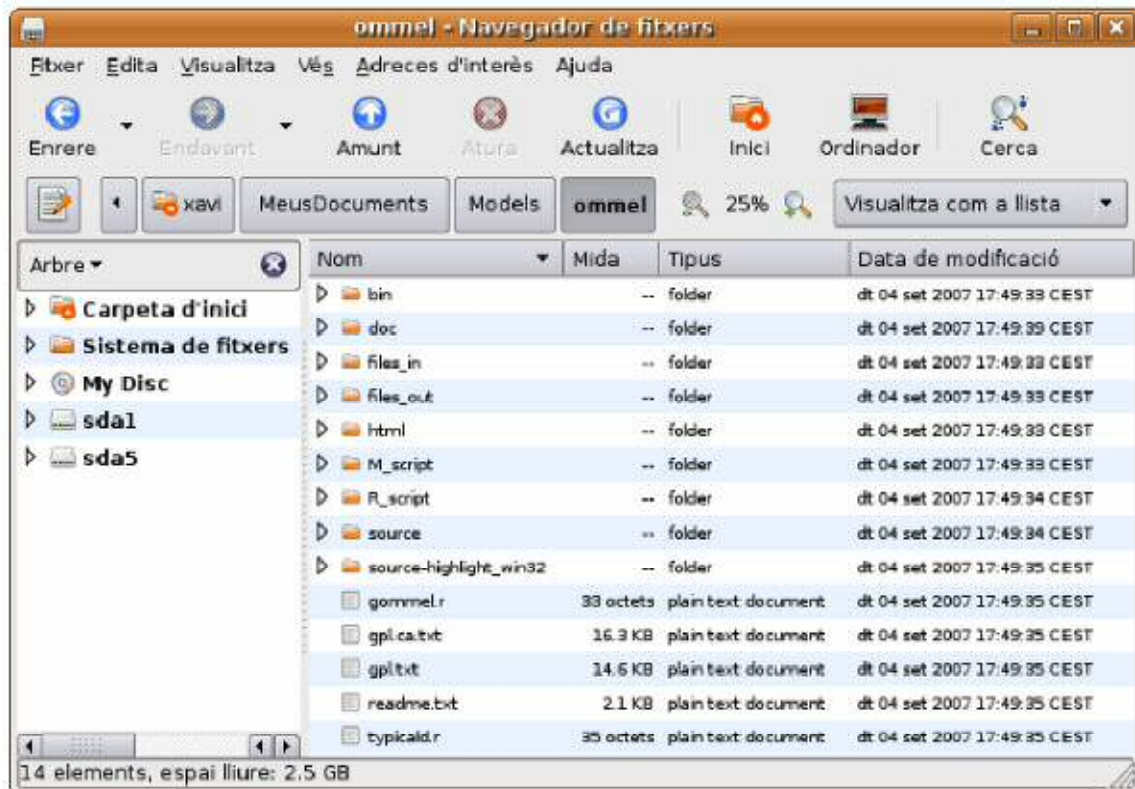 ommel - Navegador de fitxers
Fitxer Edita Visualitza Vés Adreces d'interès Ajuda
Enrere Endavant Amunt Atura Actualitza Inici Ordinador Cerca
xavi MeusDocuments Models ommel 25% Visualitza com a llista
Arbre
Carpeta d'inici
Sistema de fitxers
My Disc
sda1
sda5
Nom Mida Tipus Data de modificació
bin -- folder dt 04 set 2007 17:49:33 CEST
doc -- folder dt 04 set 2007 17:49:39 CEST
files_in -- folder dt 04 set 2007 17:49:33 CEST
files_out -- folder dt 04 set 2007 17:49:33 CEST
html -- folder dt 04 set 2007 17:49:33 CEST
M_script -- folder dt 04 set 2007 17:49:33 CEST
R_script -- folder dt 04 set 2007 17:49:34 CEST
source -- folder dt 04 set 2007 17:49:34 CEST
source-highlight_win32 -- folder dt 04 set 2007 17:49:35 CEST
gommel.r 33 octets plain text document dt 04 set 2007 17:49:35 CEST
gpl.ca.txt 16.3 KB plain text document dt 04 set 2007 17:49:35 CEST
gpl.txt 14.6 KB plain text document dt 04 set 2007 17:49:35 CEST
readme.txt 2.1 KB plain text document dt 04 set 2007 17:49:35 CEST
typicald.r 35 octets plain text document dt 04 set 2007 17:49:35 CEST
14 elements, espai lliure: 2.5 GB